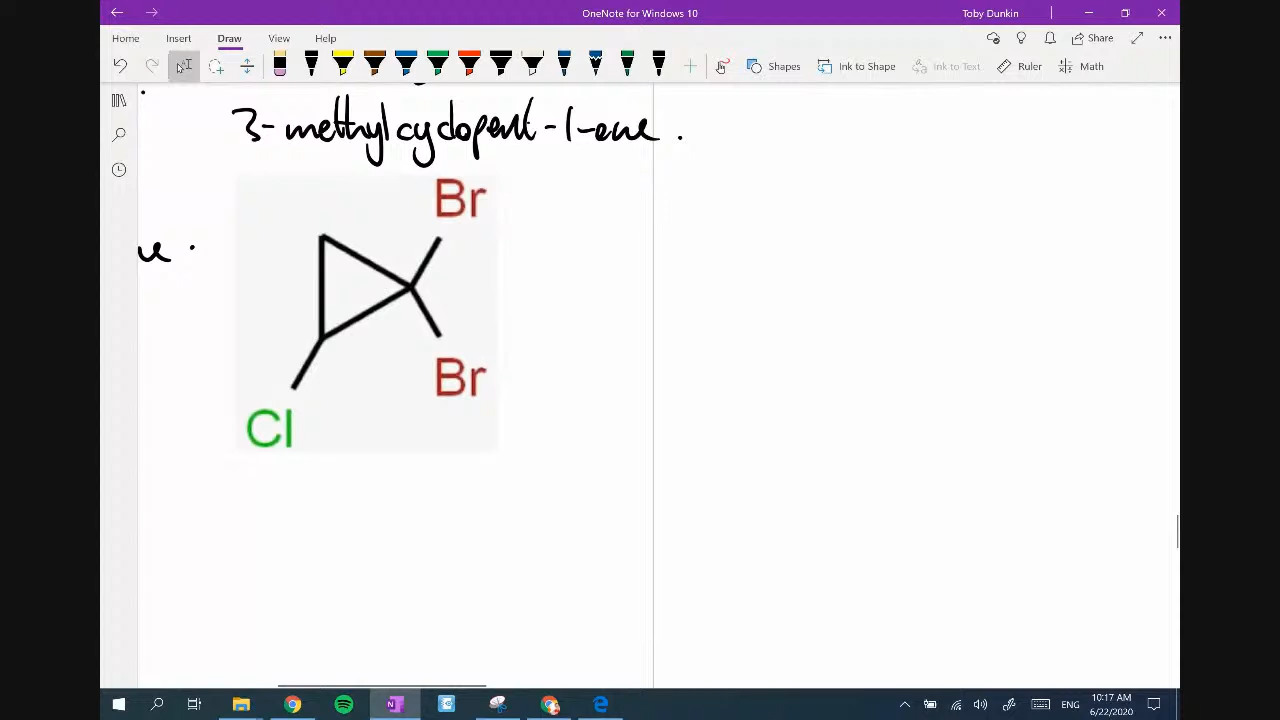 OneNote for Windows 10
Toby Dunkin
Home Insert Draw View Help
Share
Shapes Ink to Shape Ink to Text Ruler Math
3-methylcyclopent-1-ene.
Br
Br
Cl
10:17 AM
ENG
6/22/2020